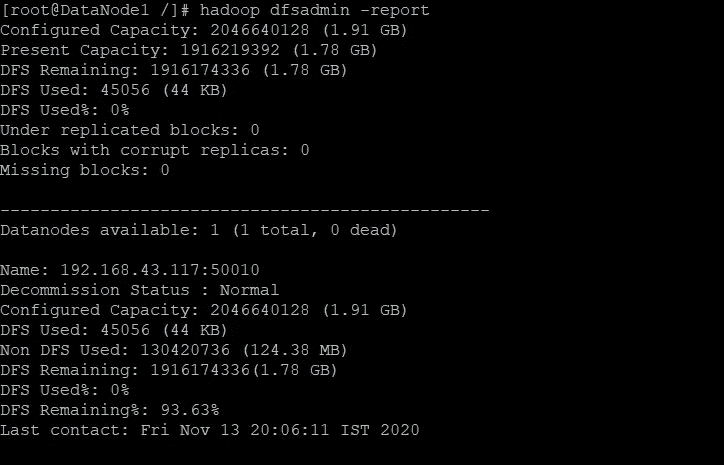 [root@DataNode1 /]# hadoop dfsadmin -report
Configured Capacity: 2046640128 (1.91 GB)
Present Capacity: 1916219392 (1.78 GB)
DFS Remaining: 1916174336 (1.78 GB)
DFS Used: 45056 (44 KB)
DFS Used%: 0%
Under replicated blocks: 0
Blocks with corrupt replicas: 0
Missing blocks: 0
-------------------------------------------------
Datanodes available: 1 (1 total, 0 dead)
Name: 192.168.43.117:50010
Decommission Status : Normal
Configured Capacity: 2046640128 (1.91 GB)
DFS Used: 45056 (44 KB)
Non DFS Used: 130420736 (124.38 MB)
DFS Remaining: 1916174336(1.78 GB)
DFS Used%: 0%
DFS Remaining%: 93.63%
Last contact: Fri Nov 13 20:06:11 IST 2020